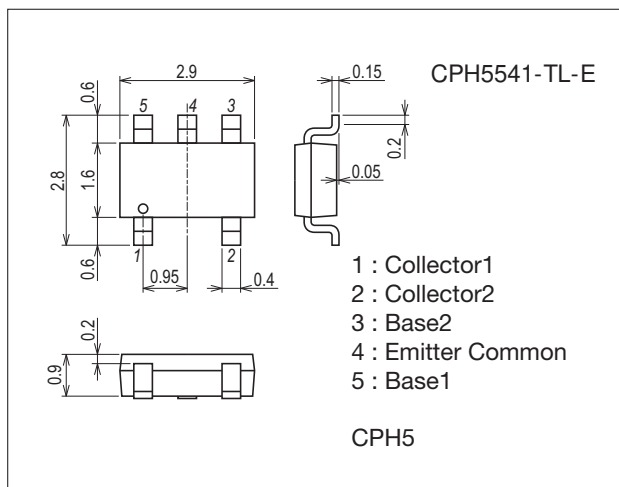 2.9
0.15
CPH5541-TL-E
0.6
5
4
3
0.2
2.8
1.6
0.05
0.6
1
2
0.95
0.4
1 : Collector1
2 : Collector2
3 : Base2
4 : Emitter Common
5 : Base1
0.2
0.9
CPH5